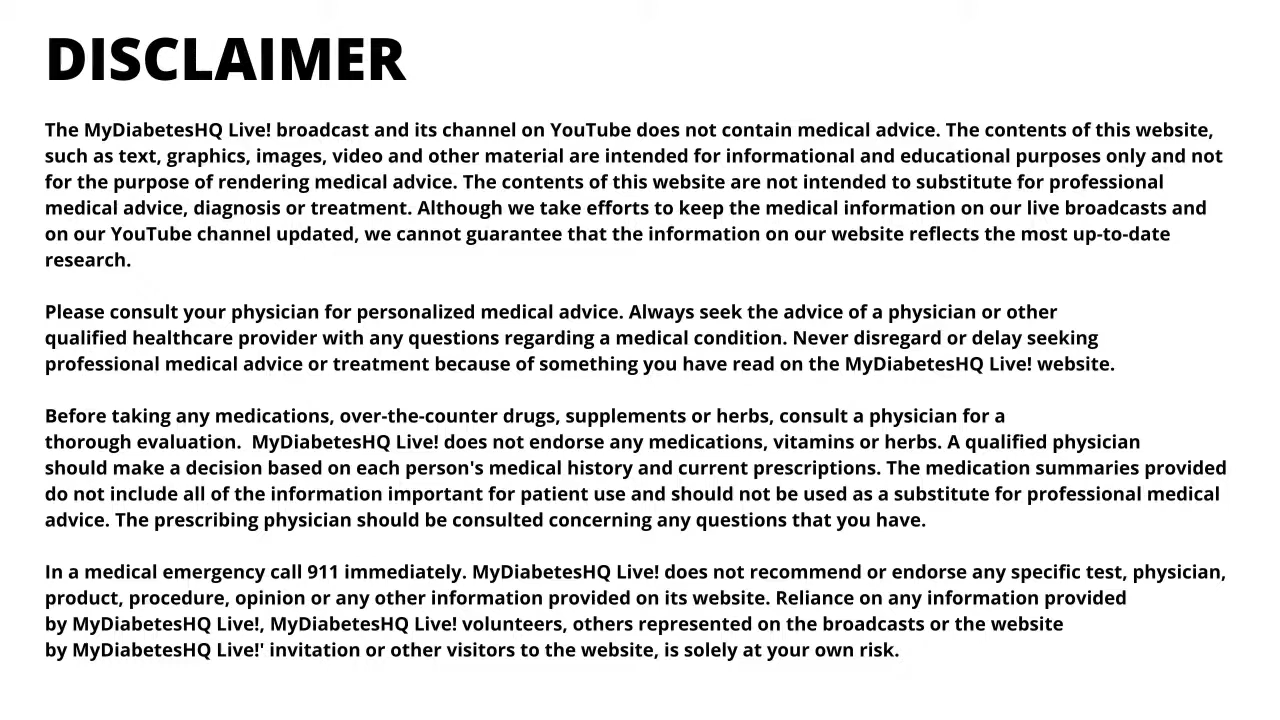 DISCLAIMER
The MyDiabetesHQ Live! broadcast and its channel on YouTube does not contain medical advice. The contents of this website,
such as text, graphics, images, video and other material are intended for informational and educational purposes only and not
for the purpose of rendering medical advice. The contents of this website are not intended to substitute for professional
medical advice, diagnosis or treatment. Although we take efforts to keep the medical information on our live broadcasts and
on our YouTube channel updated, we cannot guarantee that the information on our website reflects the most up-to-date
research.
Please consult your physician for personalized medical advice. Always seek the advice of a physician or other
qualified healthcare provider with any questions regarding a medical condition. Never disregard or delay seeking
professional medical advice or treatment because of something you have read on the MyDiabetesHQ Live! website.
Before taking any medications, over-the-counter drugs, supplements or herbs, consult a physician for a
thorough evaluation.  MyDiabetesHQ Live! does not endorse any medications, vitamins or herbs. A qualified physician
should make a decision based on each person's medical history and current prescriptions. The medication summaries provided
do not include all of the information important for patient use and should not be used as a substitute for professional medical
advice. The prescribing physician should be consulted concerning any questions that you have.
In a medical emergency call 911 immediately. MyDiabetesHQ Live! does not recommend or endorse any specific test, physician,
product, procedure, opinion or any other information provided on its website. Reliance on any information provided
by MyDiabetesHQ Live!, MyDiabetesHQ Live! volunteers, others represented on the broadcasts or the website
by MyDiabetesHQ Live!' invitation or other visitors to the website, is solely at your own risk.